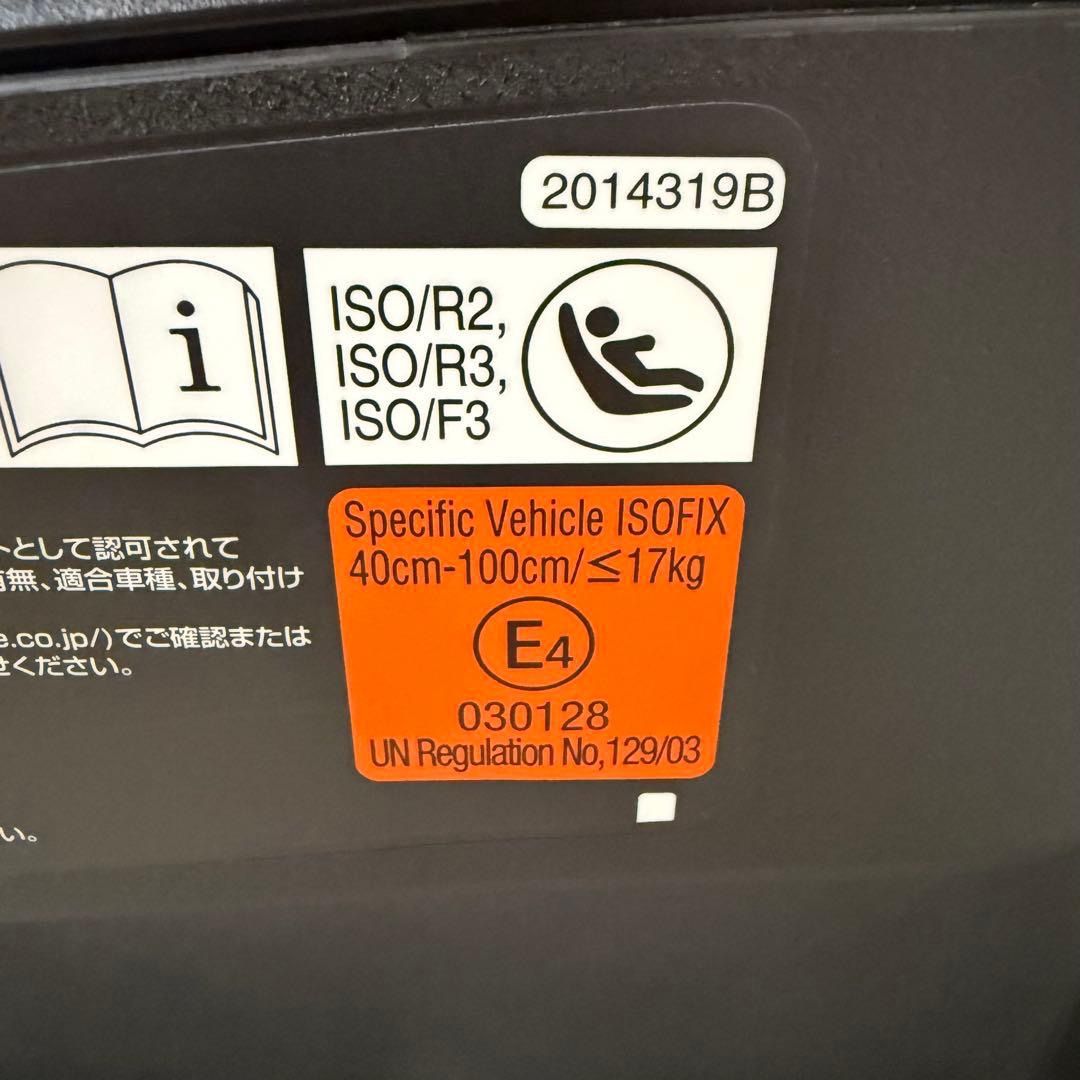 2014319B
i
ISO/R2,
ISO/R3,
ISO/F3
Specific Vehicle ISOFIX
40cm-100cm/≦17kg
E4
030128
UN Regulation No,129/03
トとして認可されて
無、適合車種、取り付け
e.co.jp/)でご確認または
せください。
い。